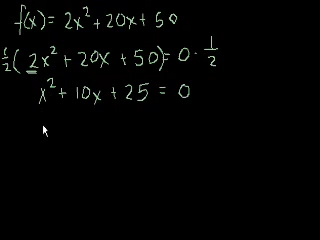 f(x) = 2x² + 20x + 50
1/2 (2x² + 20x + 50) = 0 · 1/2
x² + 10x + 25 = 0